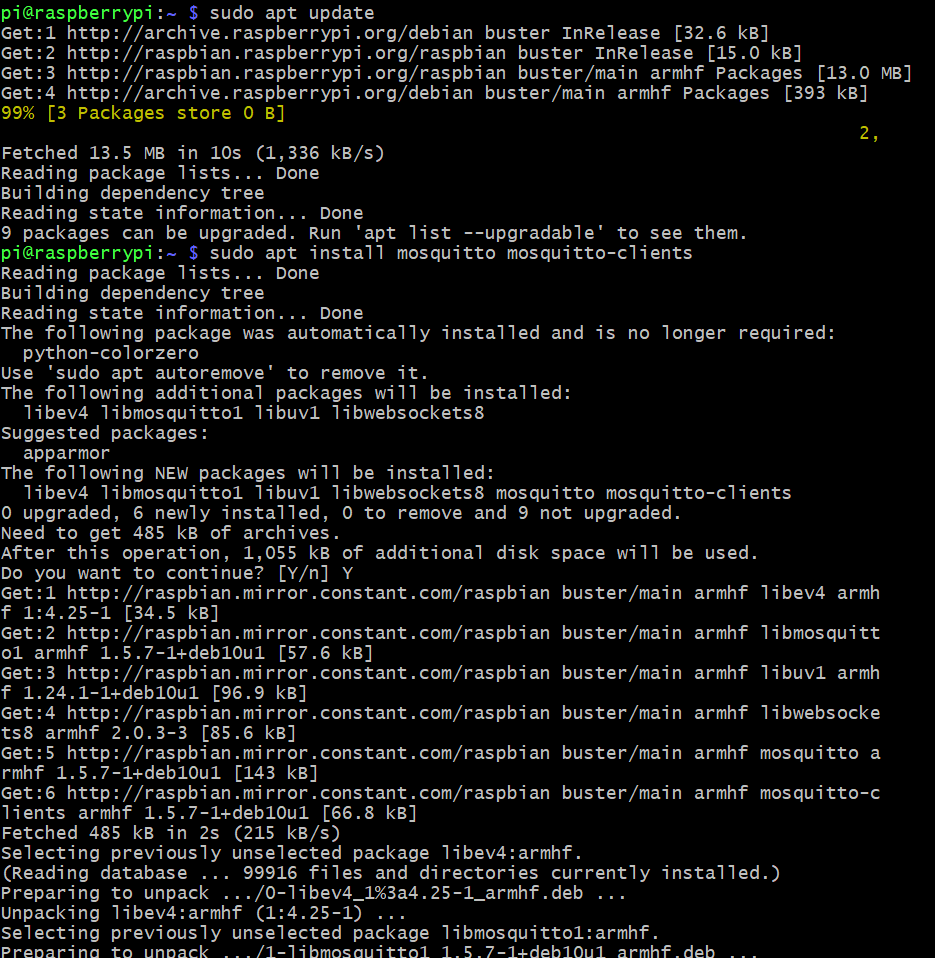 pi@raspberrypi:~ $ sudo apt update
Get:1 http://archive.raspberrypi.org/debian buster InRelease [32.6 kB]
Get:2 http://raspbian.raspberrypi.org/raspbian buster InRelease [15.0 kB]
Get:3 http://raspbian.raspberrypi.org/raspbian buster/main armhf Packages [13.0 MB]
Get:4 http://archive.raspberrypi.org/debian buster/main armhf Packages [393 kB]
99% [3 Packages store 0 B]
2,
Fetched 13.5 MB in 10s (1,336 kB/s)
Reading package lists... Done
Building dependency tree
Reading state information... Done
9 packages can be upgraded. Run 'apt list --upgradable' to see them.
pi@raspberrypi:~ $ sudo apt install mosquitto mosquitto-clients
Reading package lists... Done
Building dependency tree
Reading state information... Done
The following package was automatically installed and is no longer required:
  python-colorzero
Use 'sudo apt autoremove' to remove it.
The following additional packages will be installed:
  libev4 libmosquitto1 libuv1 libwebsockets8
Suggested packages:
  apparmor
The following NEW packages will be installed:
  libev4 libmosquitto1 libuv1 libwebsockets8 mosquitto mosquitto-clients
0 upgraded, 6 newly installed, 0 to remove and 9 not upgraded.
Need to get 485 kB of archives.
After this operation, 1,055 kB of additional disk space will be used.
Do you want to continue? [Y/n] Y
Get:1 http://raspbian.mirror.constant.com/raspbian buster/main armhf libev4 armh
f 1:4.25-1 [34.5 kB]
Get:2 http://raspbian.mirror.constant.com/raspbian buster/main armhf libmosquitt
o1 armhf 1.5.7-1+deb10u1 [57.6 kB]
Get:3 http://raspbian.mirror.constant.com/raspbian buster/main armhf libuv1 armh
f 1.24.1-1+deb10u1 [96.9 kB]
Get:4 http://raspbian.mirror.constant.com/raspbian buster/main armhf libwebsocke
ts8 armhf 2.0.3-3 [85.6 kB]
Get:5 http://raspbian.mirror.constant.com/raspbian buster/main armhf mosquitto a
rmhf 1.5.7-1+deb10u1 [143 kB]
Get:6 http://raspbian.mirror.constant.com/raspbian buster/main armhf mosquitto-c
lients armhf 1.5.7-1+deb10u1 [66.8 kB]
Fetched 485 kB in 2s (215 kB/s)
Selecting previously unselected package libev4:armhf.
(Reading database ... 99916 files and directories currently installed.)
Preparing to unpack .../0-libev4_1%3a4.25-1_armhf.deb ...
Unpacking libev4:armhf (1:4.25-1) ...
Selecting previously unselected package libmosquitto1:armhf.
Preparing to unpack .../1-libmosquitto1_1.5.7-1+deb10u1_armhf.deb ...